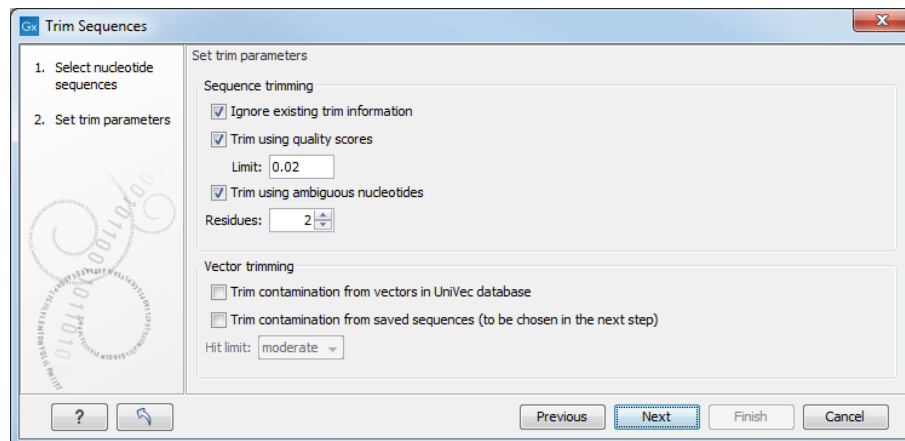 Gx Trim Sequences
X
1. Select nucleotide
sequences
2. Set trim parameters
Set trim parameters
Sequence trimming
Ignore existing trim information
Trim using quality scores
Limit: 0.02
Trim using ambiguous nucleotides
Residues: 2
Vector trimming
Trim contamination from vectors in UniVec database
Trim contamination from saved sequences (to be chosen in the next step)
Hit limit: moderate
? Previous Next Finish Cancel